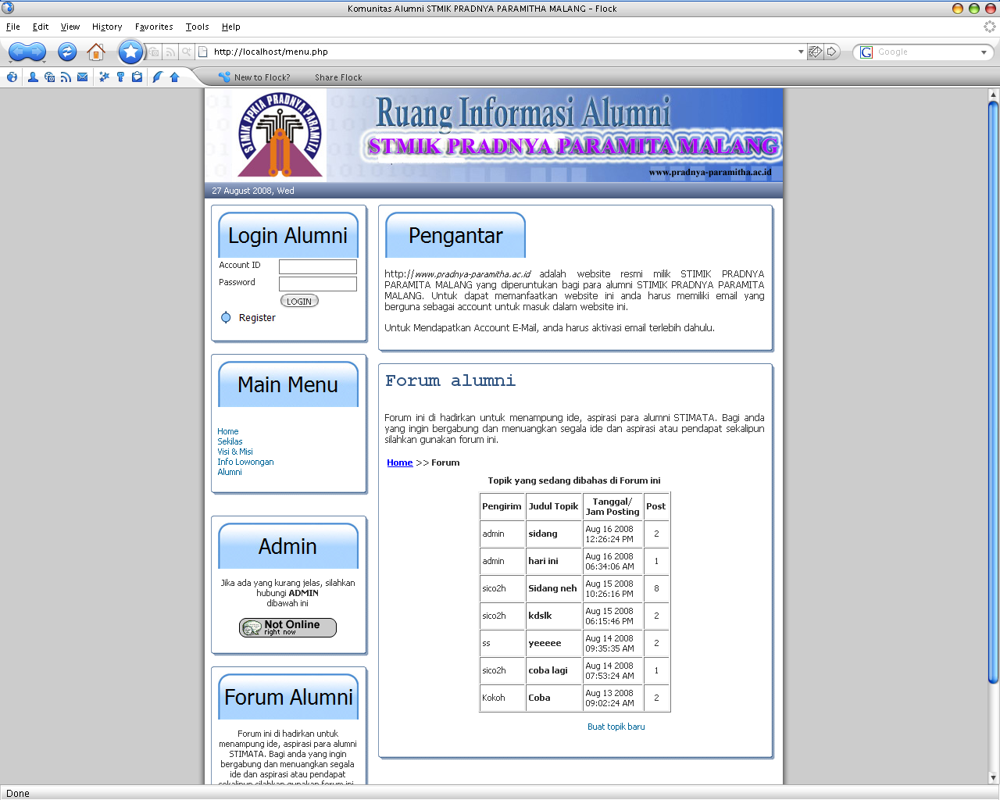 Komunitas Alumni STMIK PRADNYA PARAMITHA MALANG - Flock
File Edit View History Favorites Tools Help
http://localhost/menu.php
Google
New to Flock? Share Flock
STMIK PPKIA PRADNYA PARAMITA
Ruang Informasi Alumni
STMIK PRADNYA PARAMITA MALANG
www.pradnya-paramitha.ac.id
27 August 2008, Wed
Login Alumni
Account ID
Password
LOGIN
Register
Main Menu
Home
Sekilas
Visi & Misi
Info Lowongan
Alumni
Admin
Jika ada yang kurang jelas, silahkan
hubungi ADMIN
dibawah ini
Not Online
right now
Forum Alumni
Forum ini di hadirkan untuk
menampung ide, aspirasi para alumni
STIMATA. Bagi anda yang ingin
bergabung dan menuangkan segala
ide dan aspirasi atau pendapat
sekalipun silahkan gunakan forum ini.
Pengantar
http://www.pradnya-paramitha.ac.id adalah website resmi milik STIMIK PRADNYA
PARAMITA MALANG yang diperuntukan bagi para alumni STIMIK PRADNYA PARAMITA
MALANG. Untuk dapat memanfaatkan website ini anda harus memiliki email yang
berguna sebagai account untuk masuk dalam website ini.
Untuk Mendapatkan Account E-Mail, anda harus aktivasi email terlebih dahulu.
Forum alumni
Forum ini di hadirkan untuk menampung ide, aspirasi para alumni STIMATA. Bagi anda
yang ingin bergabung dan menuangkan segala ide dan aspirasi atau pendapat sekalipun
silahkan gunakan forum ini.
Home >> Forum
Topik yang sedang dibahas di Forum ini
Pengirim Judul Topik Tanggal/ Jam Posting Post
admin sidang Aug 16 2008 12:26:24 PM 2
admin hari ini Aug 16 2008 06:34:06 AM 1
sico2h Sidang neh Aug 15 2008 10:26:16 PM 8
sico2h kdslk Aug 15 2008 06:15:46 PM 2
ss yeeeee Aug 14 2008 09:35:35 AM 2
sico2h coba lagi Aug 14 2008 07:53:24 AM 1
Kokoh Coba Aug 13 2008 09:02:24 AM 2
Buat topik baru
Done